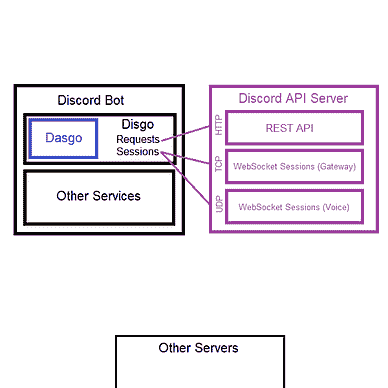 Discord Bot
Dasgo
Disgo
Requests
Sessions
Other Services
Discord API Server
HTTP
REST API
TCP
WebSocket Sessions (Gateway)
UDP
WebSocket Sessions (Voice)
Other Servers